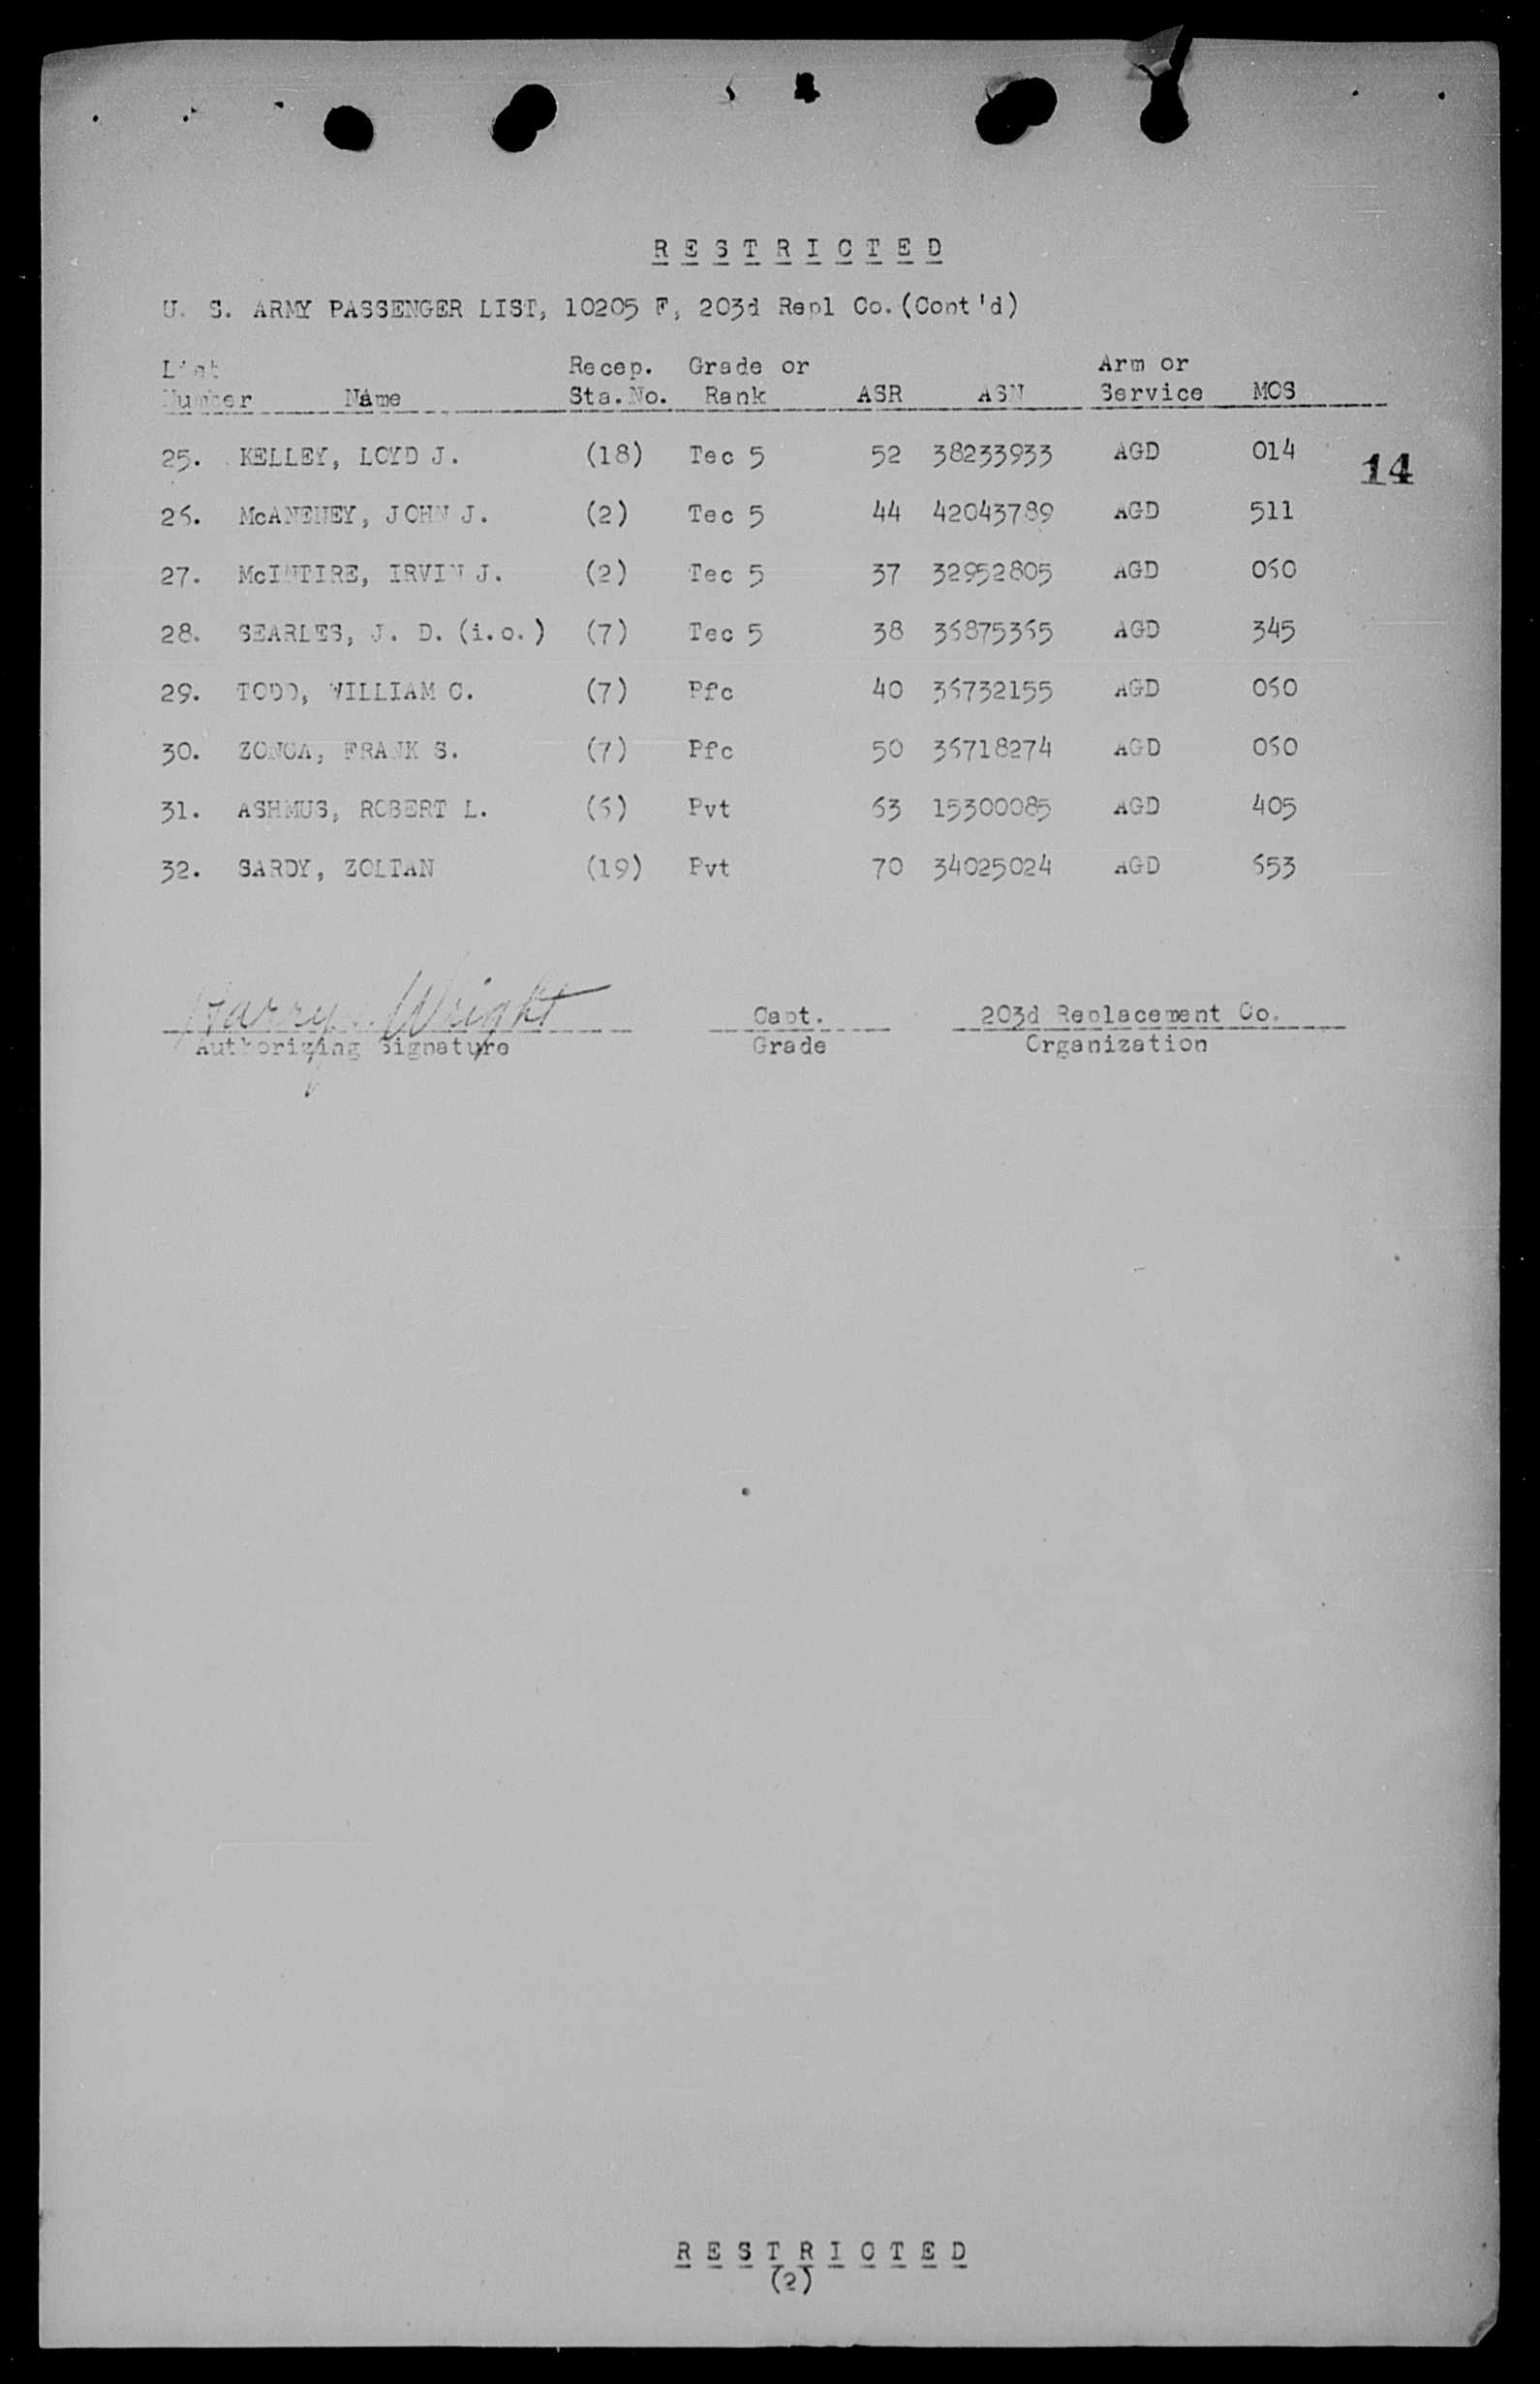 RESTRICTED
U. S. ARMY PASSENGER LIST, 10205 F, 203d Repl Co.(Cont'd)
List Recep. Grade or Arm or
Number Name Sta.No. Rank ASR ASN Service MOS
25. KELLEY, LOYD J. (18) Tec 5 52 38233933 AGD 014
14
26. McANENEY, JOHN J. (2) Tec 5 44 42043789 AGD 511
27. McINTIRE, IRVIN J. (2) Tec 5 37 32952805 AGD 060
28. SEARLES, J. D.(i.o.) (7) Tec 5 38 36875365 AGD 345
29. TODD, WILLIAM C. (7) Pfc 40 36732155 AGD 060
30. ZONCA, FRANK S. (7) Pfc 50 36718274 AGD 060
31. ASHMUS, ROBERT L. (6) Pvt 63 15300085 AGD 405
32. SARDY, ZOLTAN (19) Pvt 70 34025024 AGD 653
Harry Wright Capt. 203d Replacement Co.
Authorizing Signature Grade Organization
RESTRICTED
(2)